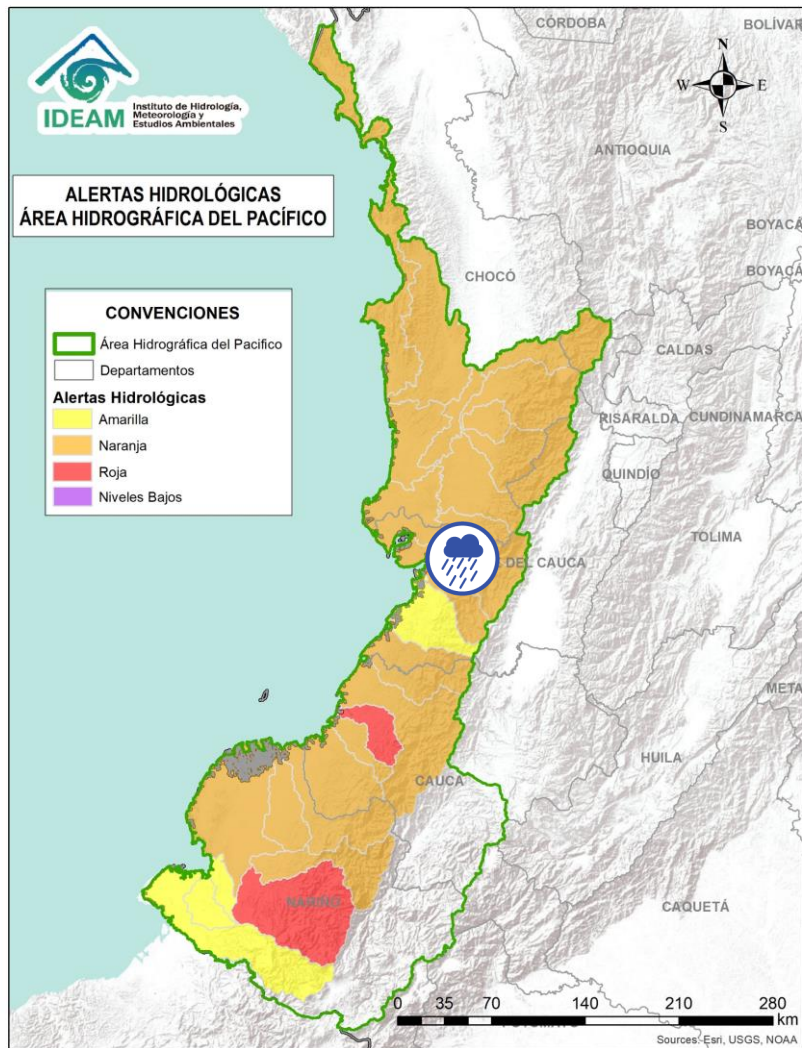 IDEAM
Instituto de Hidrología,
Meteorología y
Estudios Ambientales
ALERTAS HIDROLÓGICAS
ÁREA HIDROGRÁFICA DEL PACÍFICO
CONVENCIONES
Área Hidrográfica del Pacifico
Departamentos
Alertas Hidrológicas
Amarilla
Naranja
Roja
Niveles Bajos
CÓRDOBA
BOLÍVAR
N
W
E
S
ANTIOQUIA
BOYACÁ
CHOCÓ
BOYACÁ
CALDAS
RISARALDA
CUNDINAMARCA
QUINDÍO
TOLIMA
DEL CAUCA
META
HUILA
CAUCA
NARIÑO
CAQUETÁ
0 35 70 140 210 280
km
Sources: Esri, USGS, NOAA